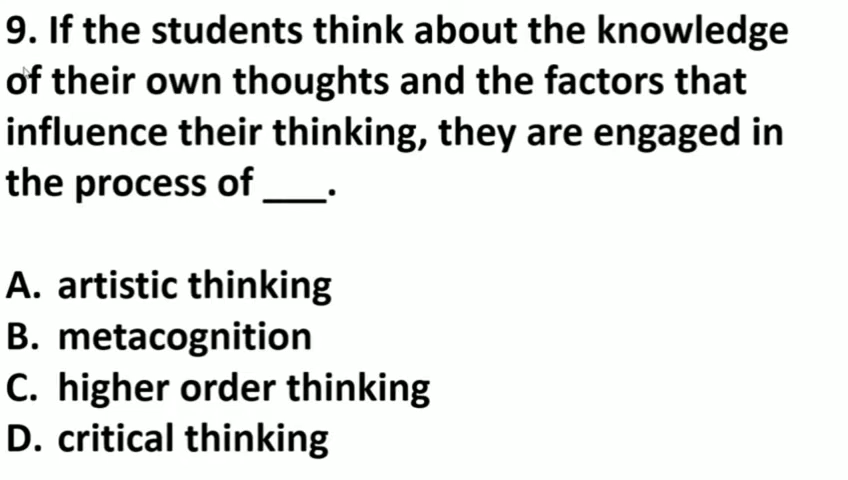 9. If the students think about the knowledge
of their own thoughts and the factors that
influence their thinking, they are engaged in
the process of ___.
A. artistic thinking
B. metacognition
C. higher order thinking
D. critical thinking